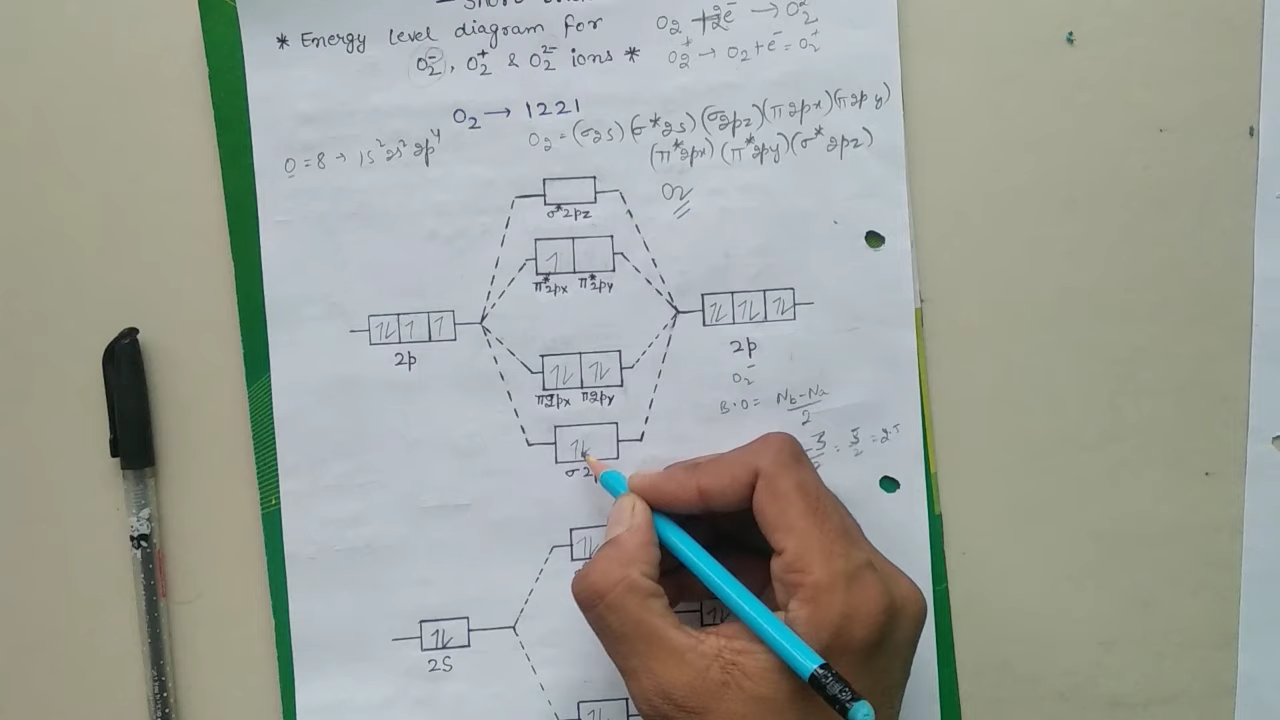 * Energy level diagram for
O₂⁻, O₂⁺ & O₂²⁻ ions *
O₂ + 2e⁻ → O₂²⁻
O₂⁺ → O₂ + e⁻ = O₂⁺
O₂ → 1221
O = 8 → 1s² 2s² 2p⁴
O₂ = (σ2s) (σ*2s) (σ2pz) (π2px) (π2py)
(π*2px) (π*2py) (σ*2pz)
O₂
σ*2pz
π*2px π*2py
2p
2p
O₂⁻
B.O = Nb-Na
2
π2px π2py
= 5/2 = 2.5
σ2
2S